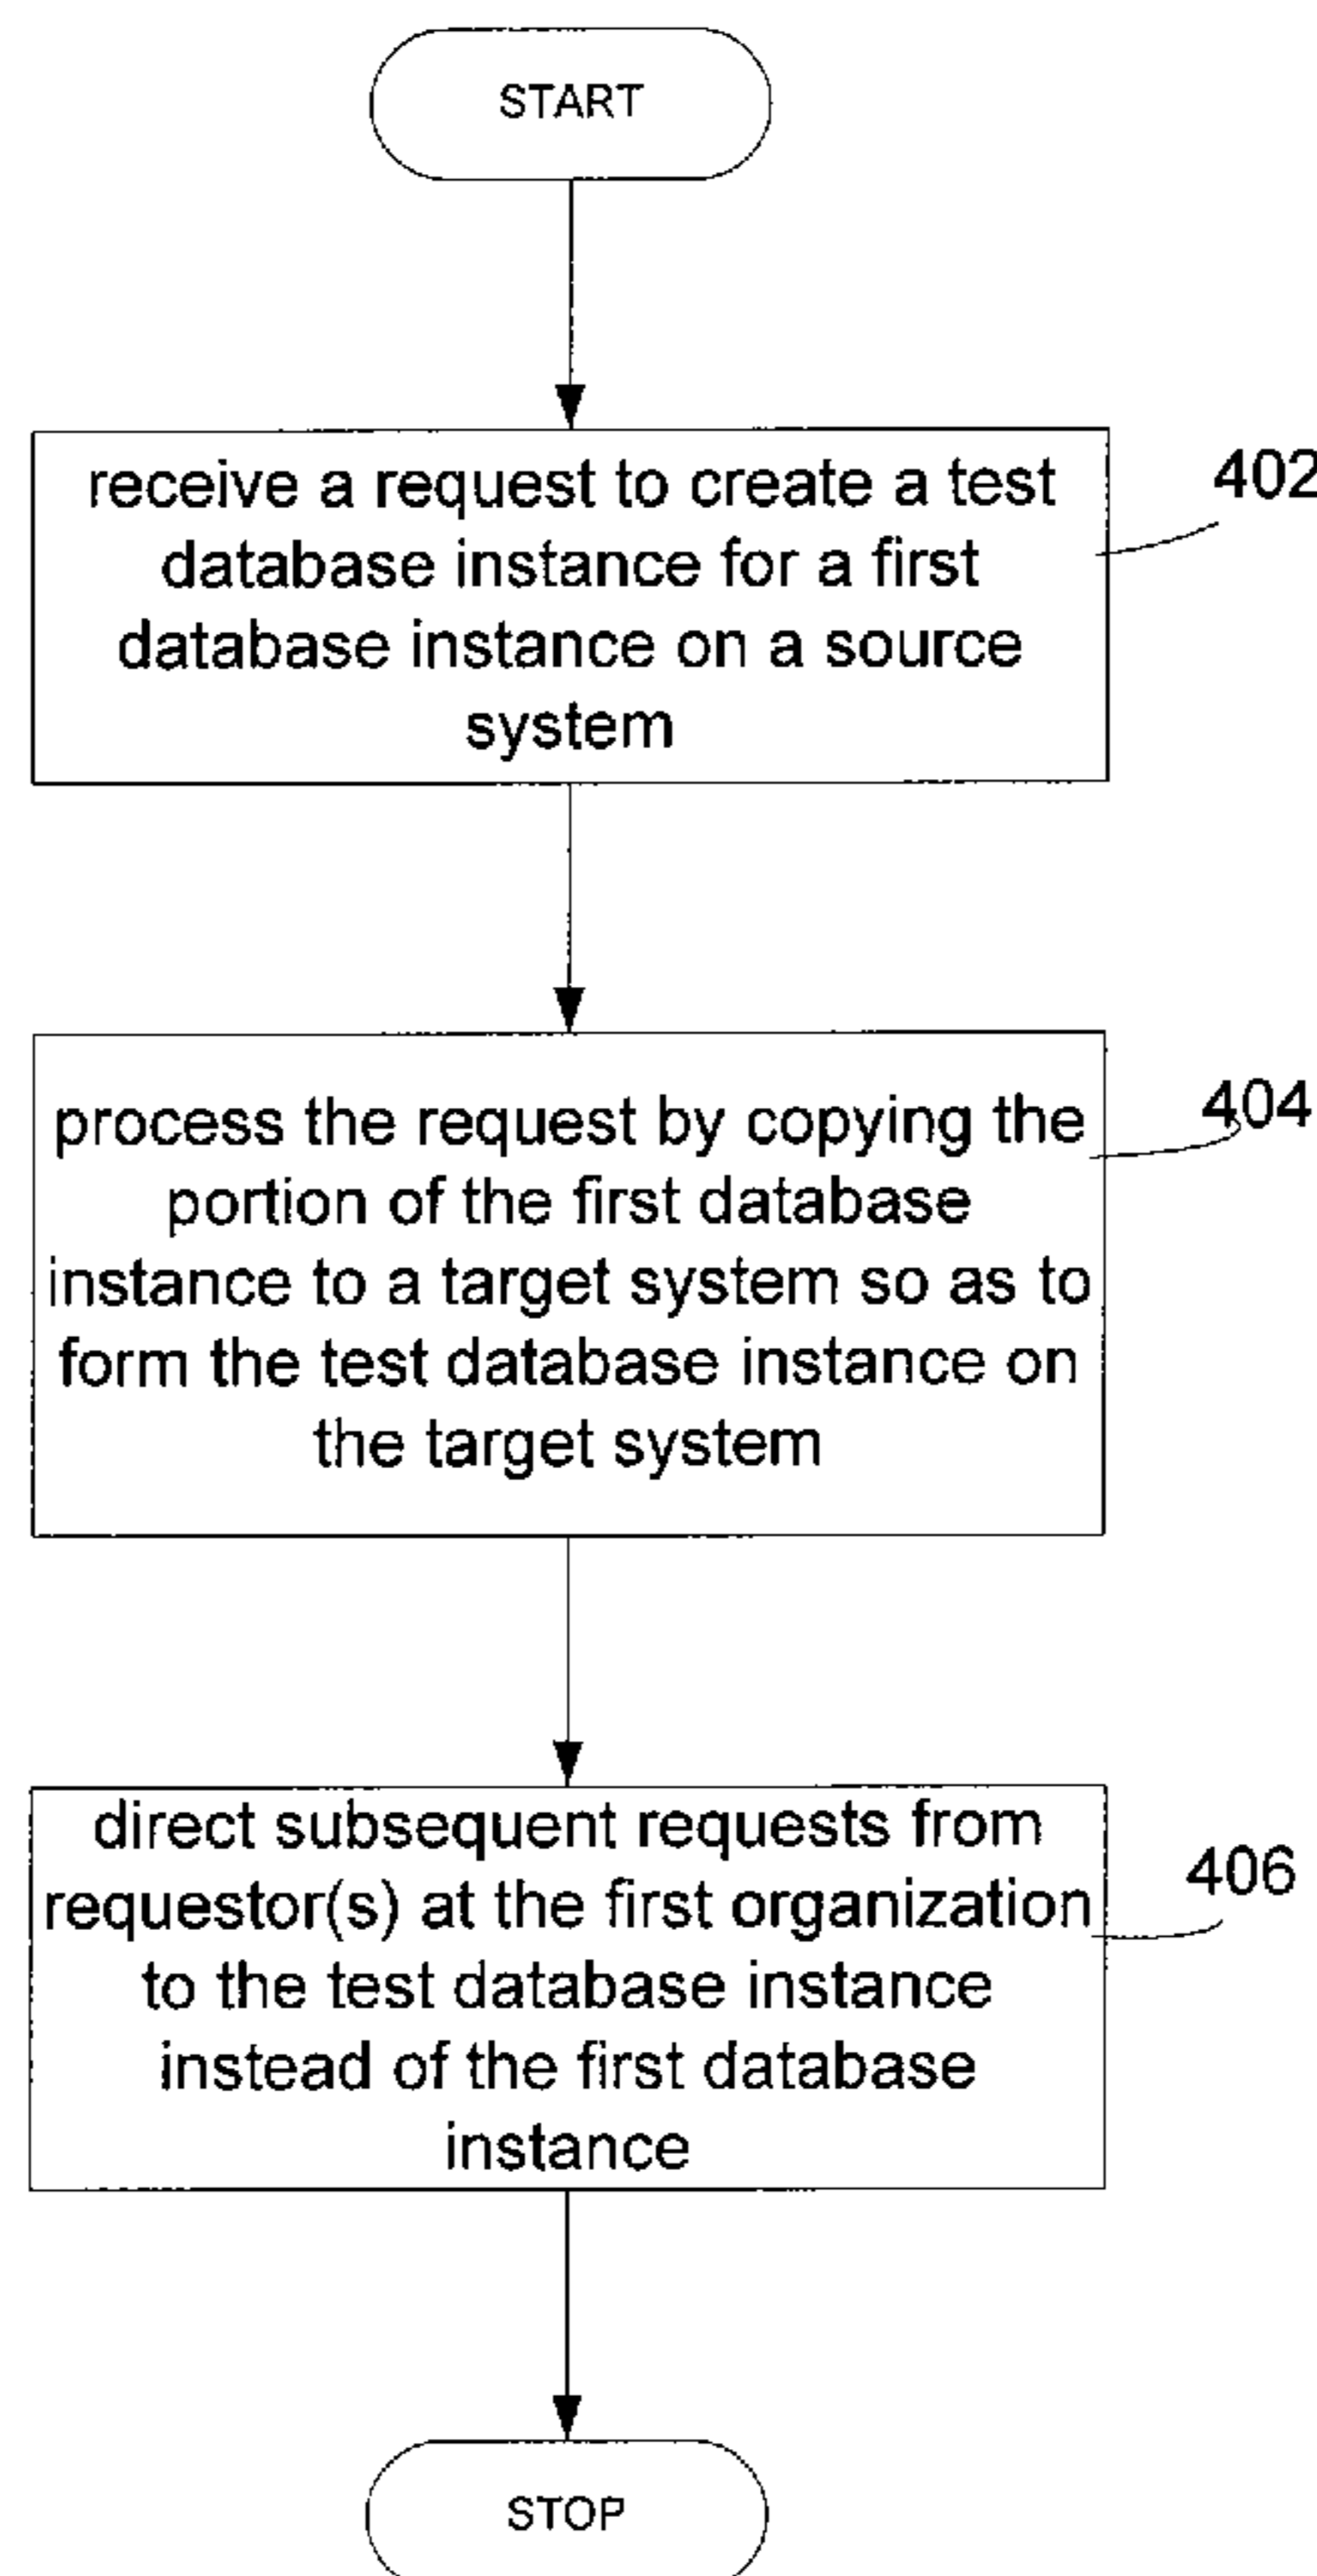 START
receive a request to create a test
402
database instance for a first
database instance on a source
system
process the request by copying the
404
portion of the first database
instance to a target system so as to
form the test database instance on
the target system
direct subsequent requests from
406
requestor(s) at the first organization
to the test database instance
instead of the first database
instance
STOP